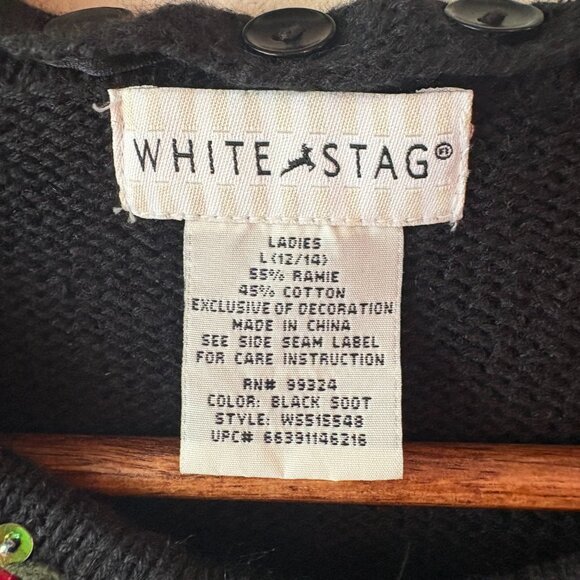 WHITE STAG®
LADIES
L (12/14)
55% RAMIE
45% COTTON
EXCLUSIVE OF DECORATION
MADE IN CHINA
SEE SIDE SEAM LABEL
FOR CARE INSTRUCTION
RN# 99324
COLOR: BLACK SOOT
STYLE: WS515548
UPC# 66391146216